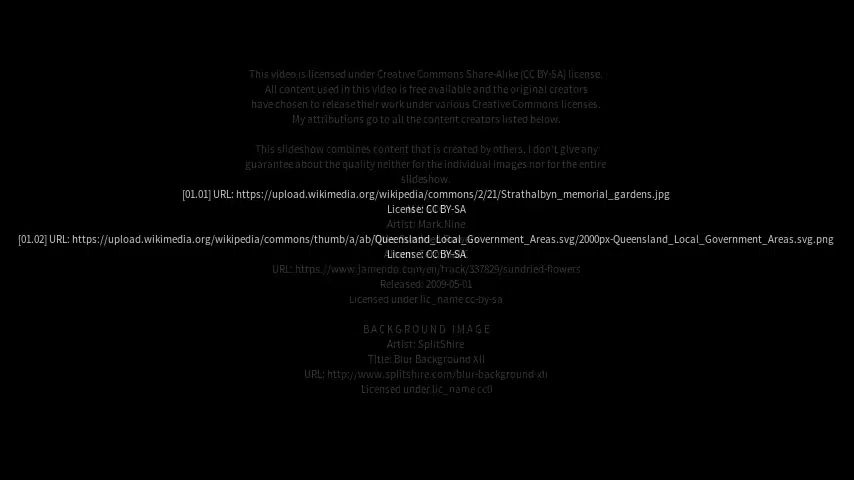 This video is licensed under Creative Commons Share-Alike (CC BY-SA) license.
All content used in this video is free available and the original creators
have chosen to release their work under various Creative Commons licenses.
My attributions go to all the content creators listed below.
This slideshow combines content that is created by others, I don't give any
guarantee about the quality neither for the individual images nor for the entire
slideshow.
[01.01] URL: https://upload.wikimedia.org/wikipedia/commons/2/21/Strathalbyn_memorial_gardens.jpg
License: CC BY-SA
Artist: Mark.Nine
[01.02] URL: https://upload.wikimedia.org/wikipedia/commons/thumb/a/ab/Queensland_Local_Government_Areas.svg/2000px-Queensland_Local_Government_Areas.svg.png
License: CC BY-SA
URL: https://www.jamendo.com/en/track/337829/sundried-flowers
Released: 2009-05-01
Licensed under lic_name cc-by-sa
BACKGROUND IMAGE
Artist: SplitShire
Title: Blur Background XII
URL: http://www.splitshire.com/blur-background-xii
Licensed under lic_name cc0